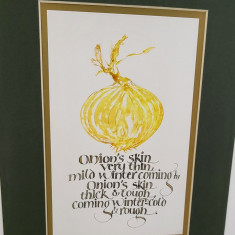 Onion's skin
very thin,
mild winter coming in
Onion's skin
thick & tough
coming winter cold
& rough